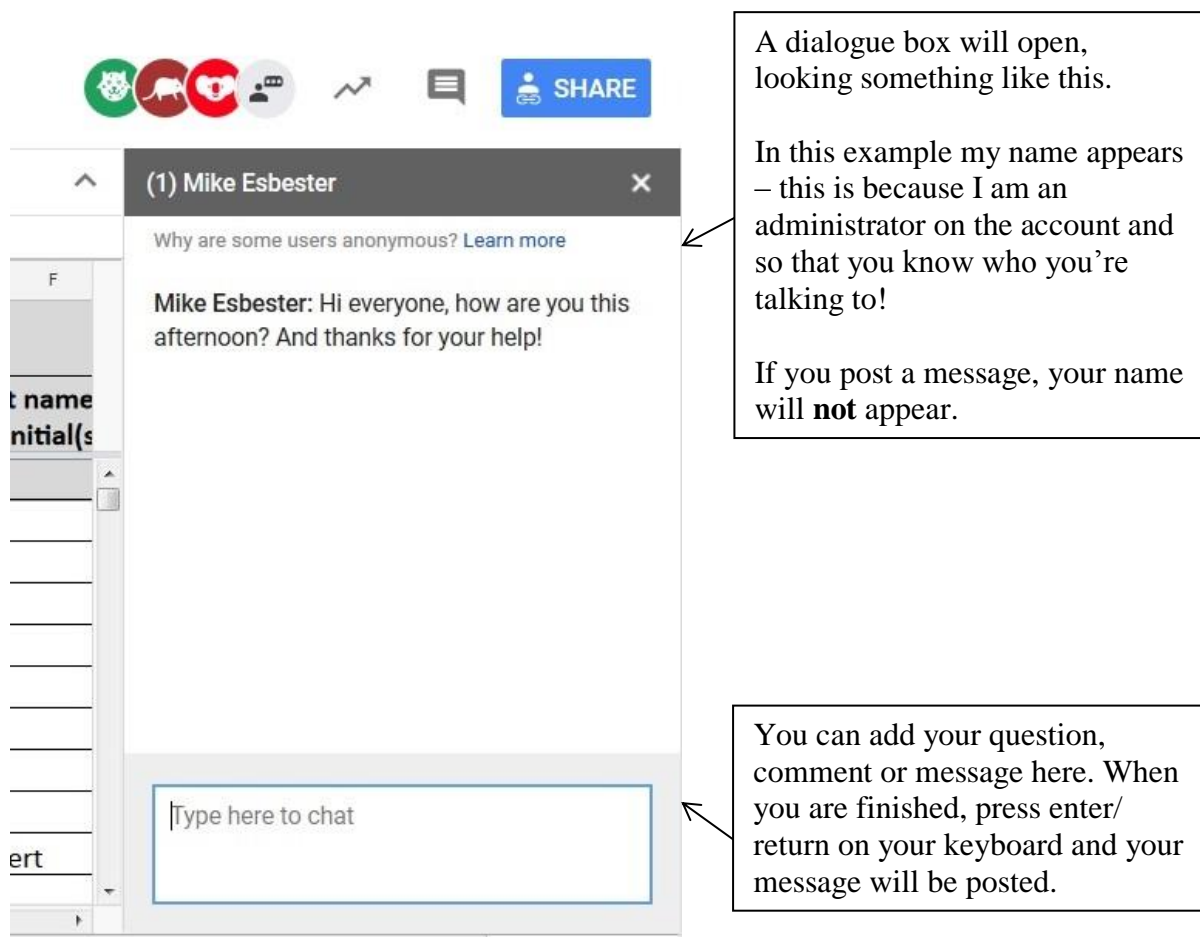 SHARE
(1) Mike Esbester
Why are some users anonymous? Learn more
Mike Esbester: Hi everyone, how are you this
afternoon? And thanks for your help!
F
t name
nitial(s
ert
Type here to chat
A dialogue box will open,
looking something like this.
In this example my name appears
– this is because I am an
administrator on the account and
so that you know who you’re
talking to!
If you post a message, your name
will not appear.
You can add your question,
comment or message here. When
you are finished, press enter/
return on your keyboard and your
message will be posted.